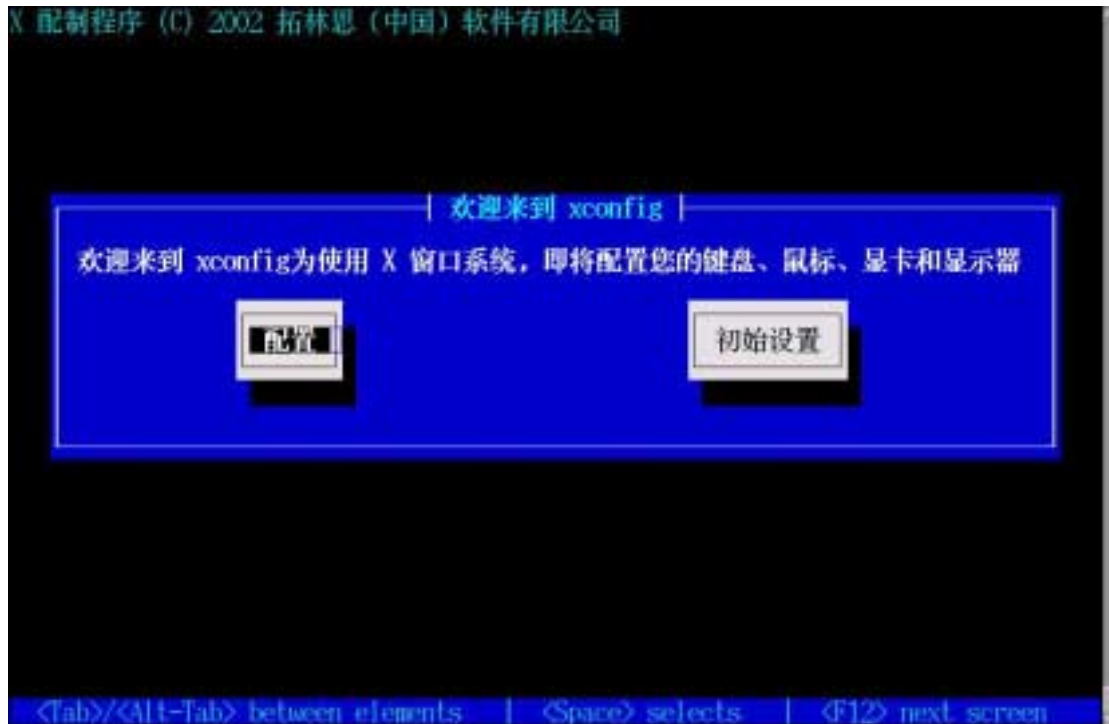 X 配制程序 (C) 2002 拓林思（中国）软件有限公司
欢迎来到 xconfig
欢迎来到 xconfig为使用 X 窗口系统，即将配置您的键盘、鼠标、显卡和显示器
配置 初始设置
<Tab>/<Alt-Tab> between elements | <Space> selects | <F12> next screen